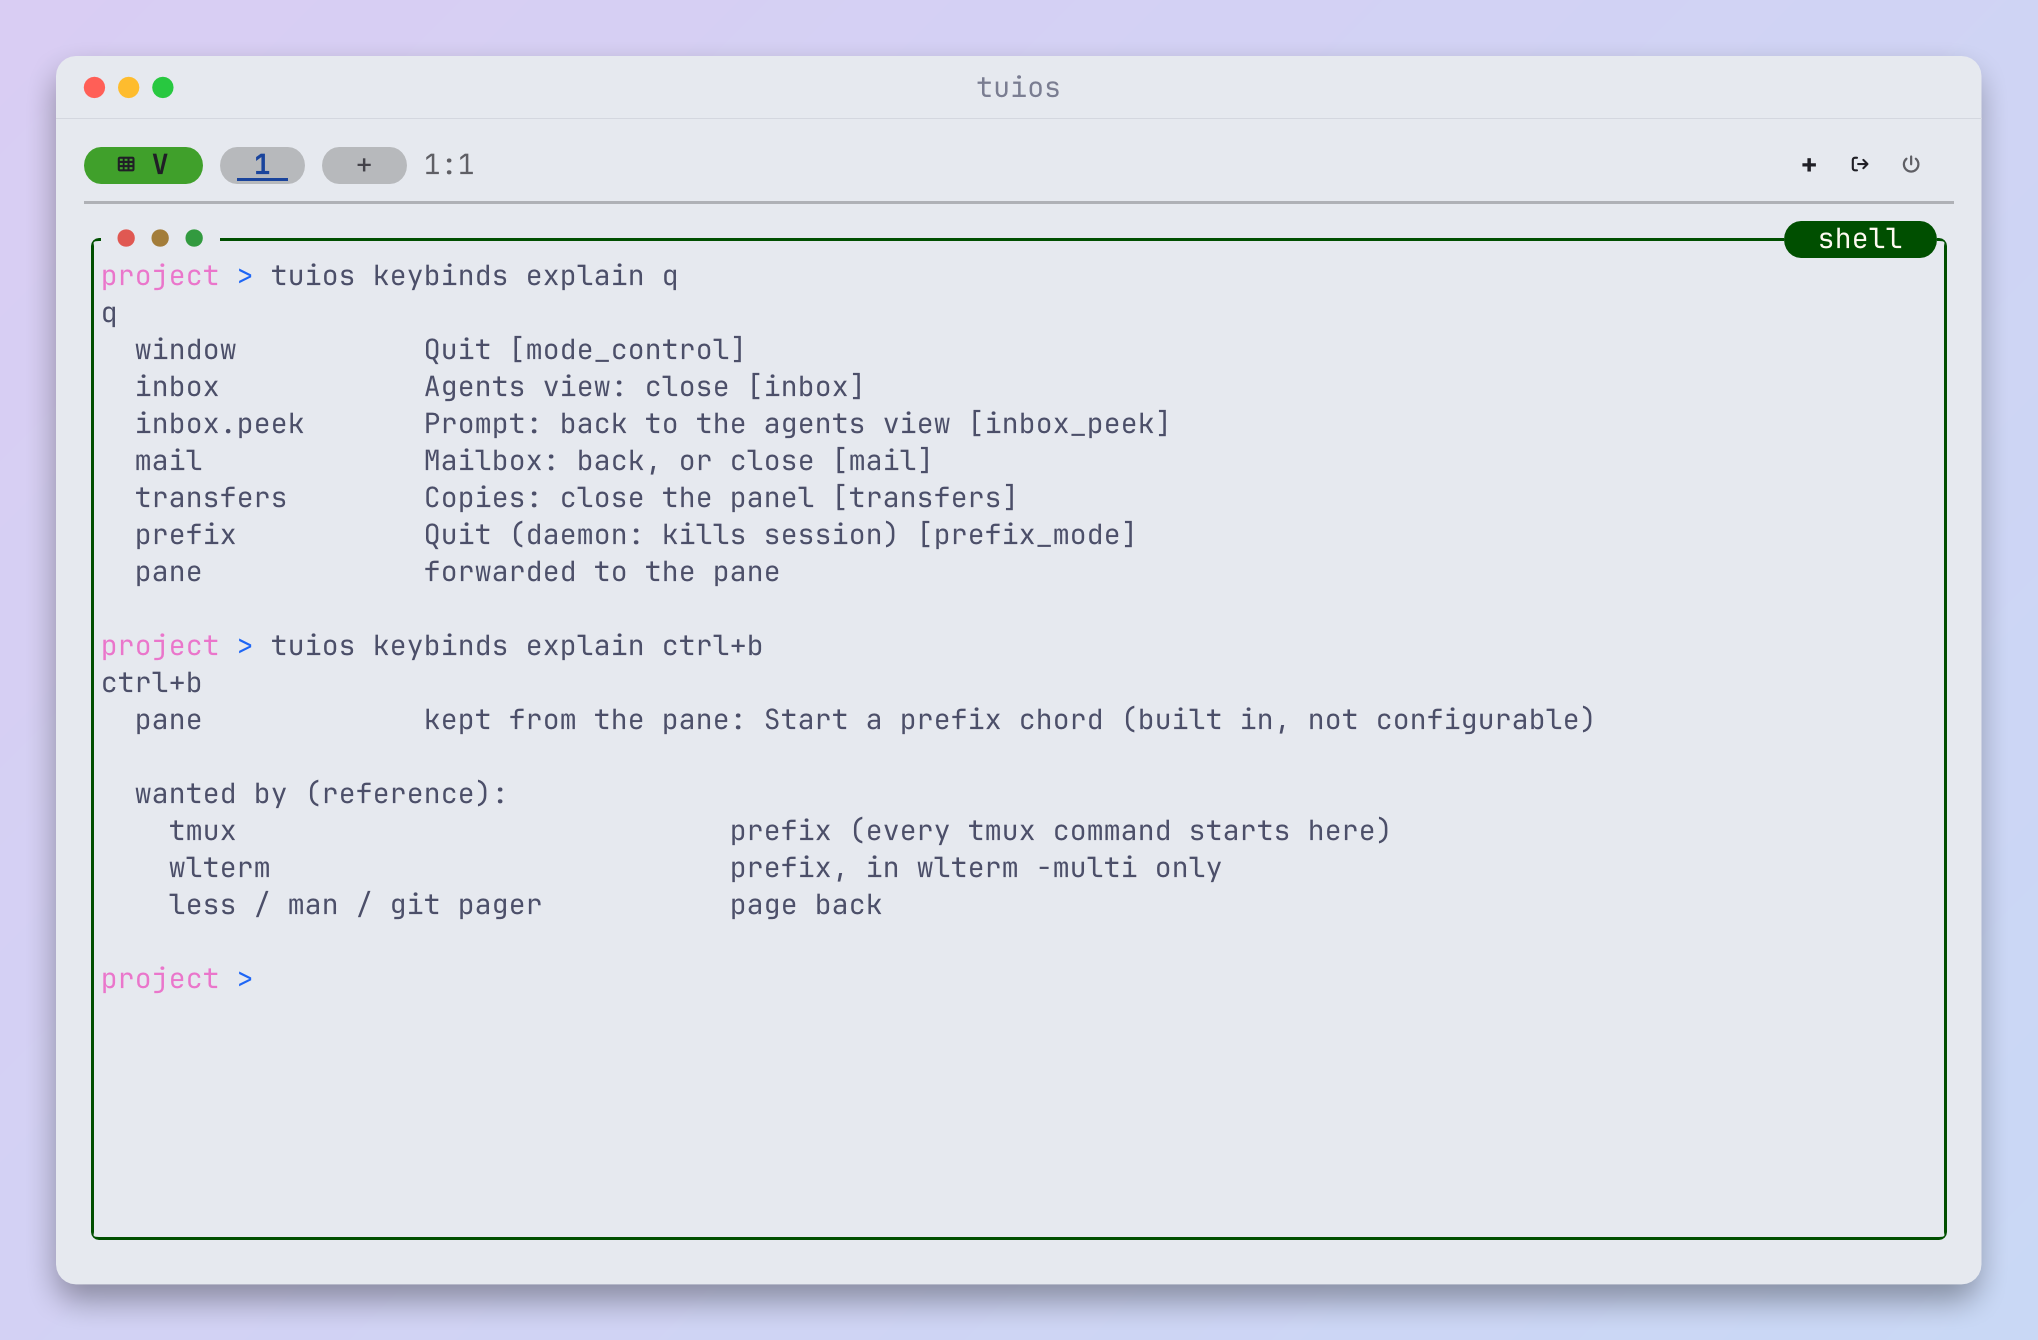 tuios
V 1 + 1:1
shell
project > tuios keybinds explain q
q
window Quit [mode_control]
inbox Agents view: close [inbox]
inbox.peek Prompt: back to the agents view [inbox_peek]
mail Mailbox: back, or close [mail]
transfers Copies: close the panel [transfers]
prefix Quit (daemon: kills session) [prefix_mode]
pane forwarded to the pane
project > tuios keybinds explain ctrl+b
ctrl+b
pane kept from the pane: Start a prefix chord (built in, not configurable)
wanted by (reference):
tmux prefix (every tmux command starts here)
wlterm prefix, in wlterm -multi only
less / man / git pager page back
project >